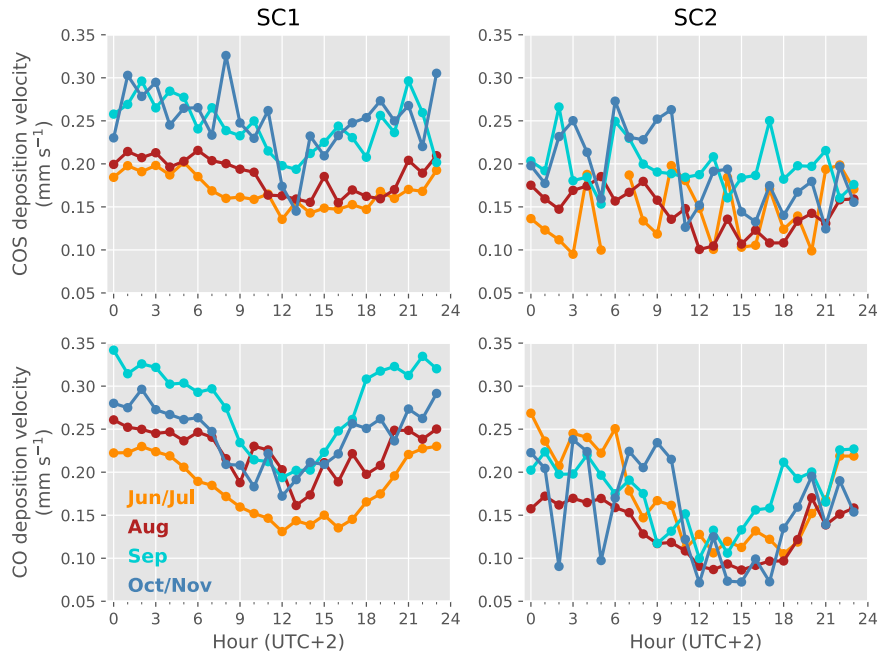 SC1
SC2
COS deposition velocity
(mm s⁻¹)
0.35
0.30
0.25
0.20
0.15
0.10
0.05
0 3 6 9 12 15 18 21 24
0.35
0.30
0.25
0.20
0.15
0.10
0.05
0 3 6 9 12 15 18 21 24
CO deposition velocity
(mm s⁻¹)
0.35
0.30
0.25
0.20
0.15
0.10
0.05
Jun/Jul
Aug
Sep
Oct/Nov
0 3 6 9 12 15 18 21 24
Hour (UTC+2)
0.35
0.30
0.25
0.20
0.15
0.10
0.05
0 3 6 9 12 15 18 21 24
Hour (UTC+2)